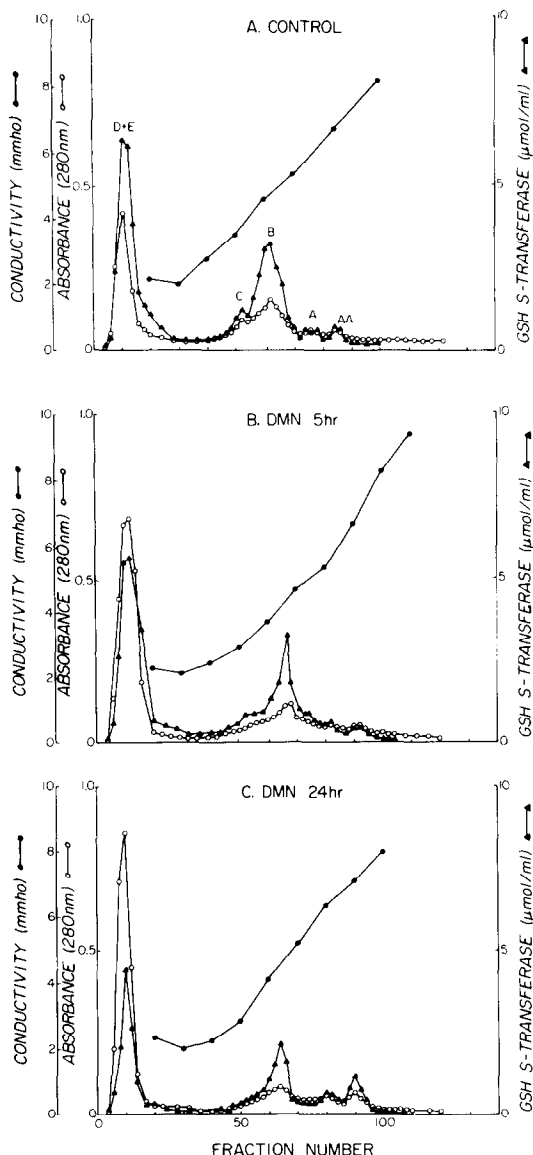 A. CONTROL
CONDUCTIVITY (mmho)
ABSORBANCE (280nm)
GSH S-TRANSFERASE (μmol/ml)
10
8
6
4
2
0
1.0
0.5
0
10
5
0
D+E
C
B
A
AA
B. DMN 5hr
CONDUCTIVITY (mmho)
ABSORBANCE (280nm)
GSH S-TRANSFERASE (μmol/ml)
10
8
6
4
2
0
1.0
0.5
0
10
5
0
C. DMN 24hr
CONDUCTIVITY (mmho)
ABSORBANCE (280nm)
GSH S-TRANSFERASE (μmol/ml)
10
8
6
4
2
0
1.0
0.5
0
10
5
0
50
100
FRACTION NUMBER